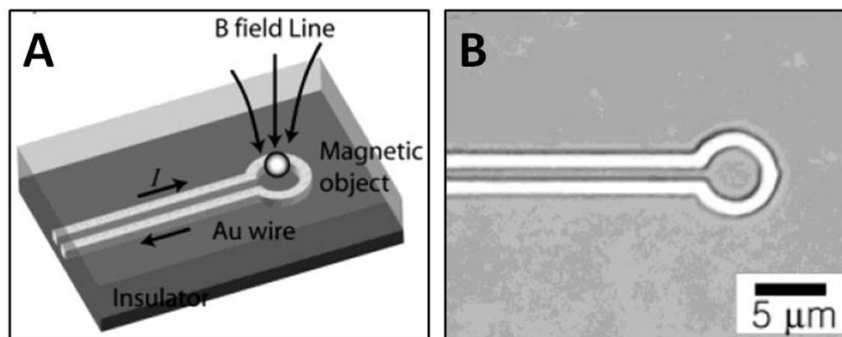 A
B field Line
Magnetic
object
I
Au wire
Insulator
B
5 μm